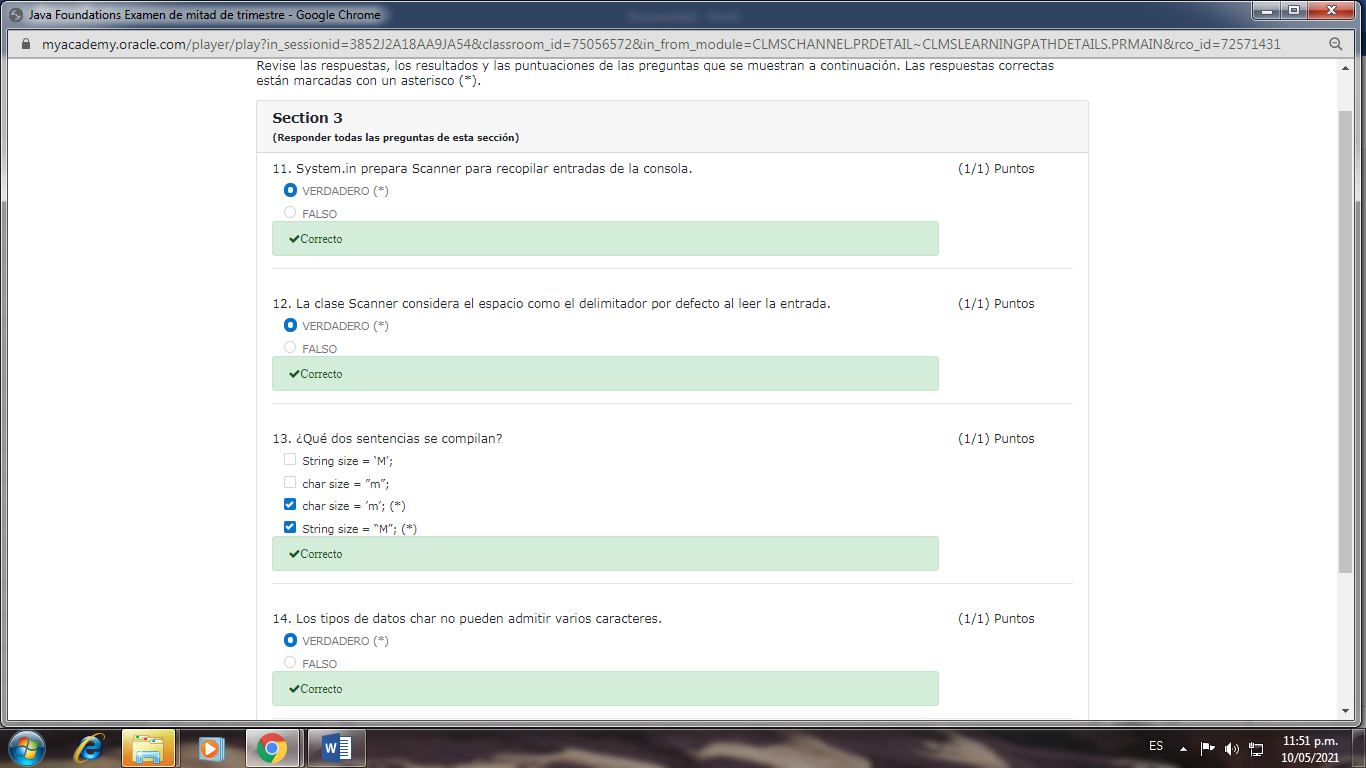 Java Foundations Examen de mitad de trimestre - Google Chrome
myacademy.oracle.com/player/play?in_sessionid=3852J2A18AA9JA54&classroom_id=75056572&in_from_module=CLMSCHANNEL.PRDETAIL~CLMSLEARNINGPATHDETAILS.PRMAIN&rco_id=72571431
Revise las respuestas, los resultados y las puntuaciones de las preguntas que se muestran a continuación. Las respuestas correctas
están marcadas con un asterisco (*).
Section 3
(Responder todas las preguntas de esta sección)
11. System.in prepara Scanner para recopilar entradas de la consola. (1/1) Puntos
VERDADERO (*)
FALSO
✔Correcto
12. La clase Scanner considera el espacio como el delimitador por defecto al leer la entrada. (1/1) Puntos
VERDADERO (*)
FALSO
✔Correcto
13. ¿Qué dos sentencias se compilan? (1/1) Puntos
String size = ‘M’;
char size = ”m”;
char size = ’m’; (*)
String size = “M”; (*)
✔Correcto
14. Los tipos de datos char no pueden admitir varios caracteres. (1/1) Puntos
VERDADERO (*)
FALSO
✔Correcto
ES
11:51 p.m.
10/05/2021